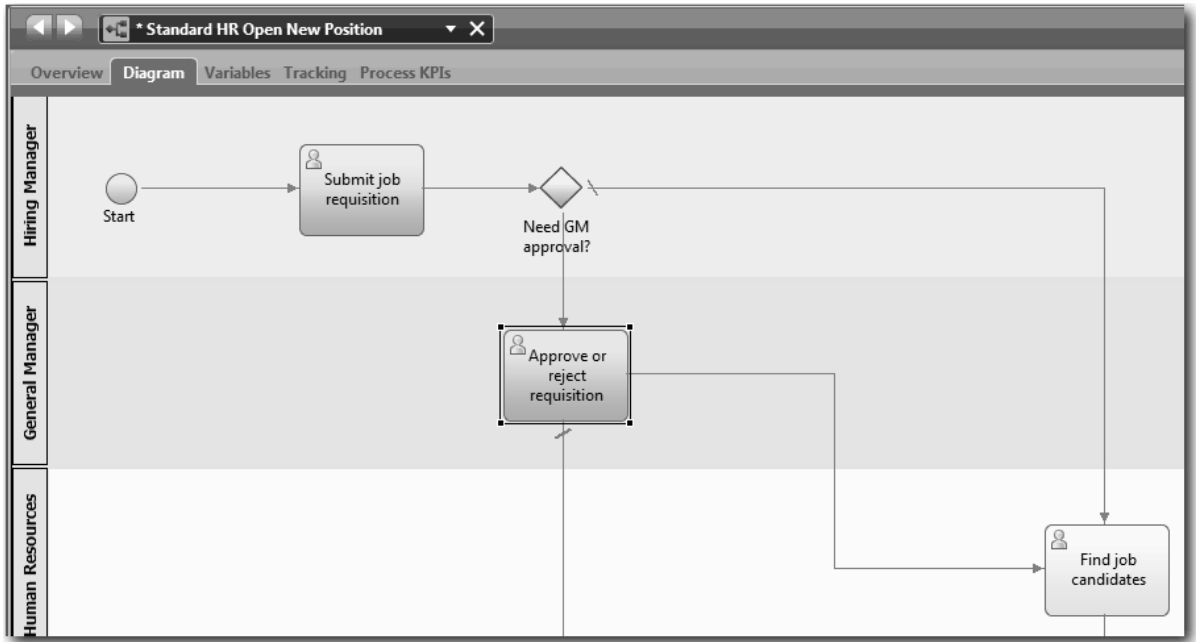 * Standard HR Open New Position
Overview Diagram Variables Tracking Process KPIs
Hiring Manager
Start
Submit job
requisition
Need GM
approval?
General Manager
Approve or
reject
requisition
Human Resources
Find job
candidates